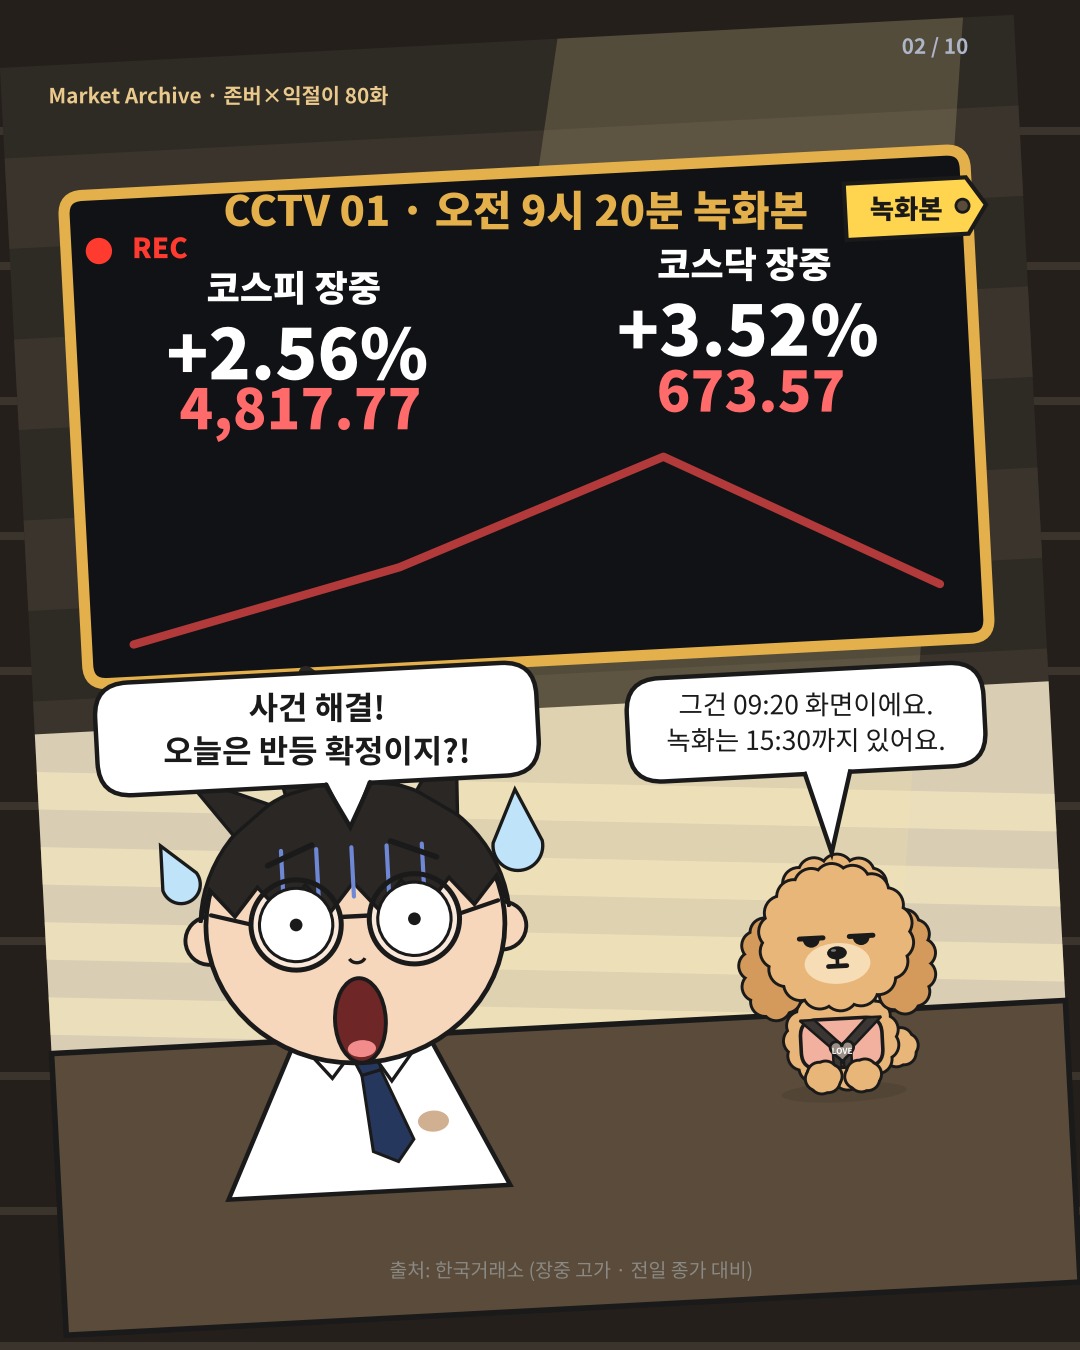 02 / 10
Market Archive · 존버×익절이 80화
CCTV 01 · 오전 9시 20분 녹화본
녹화본
REC
코스피 장중
+2.56%
4,817.77
코스닥 장중
+3.52%
673.57
사건 해결!
오늘은 반등 확정이지?!
그건 09:20 화면이에요.
녹화는 15:30까지 있어요.
LOVE
출처: 한국거래소 (장중 고가 · 전일 종가 대비)